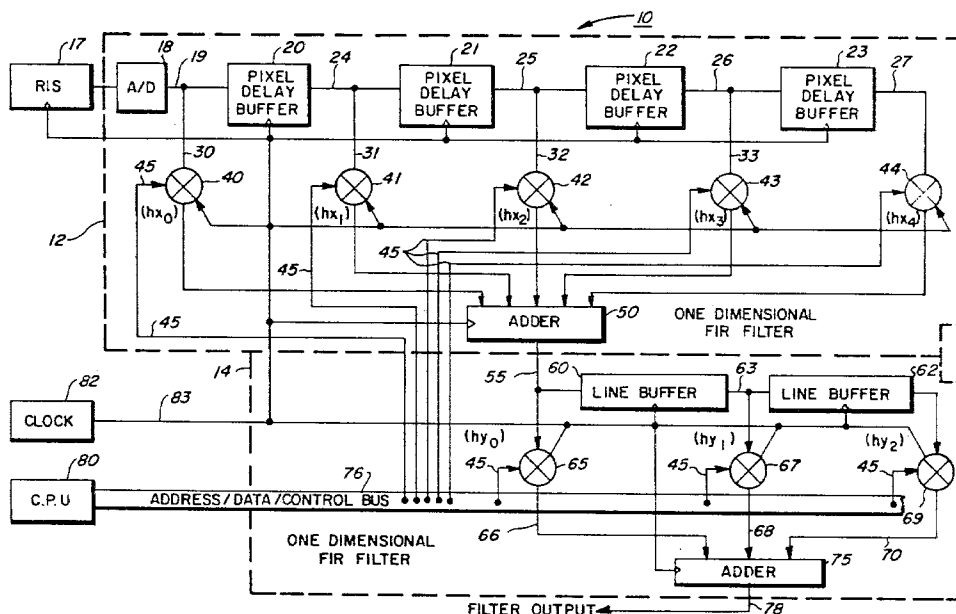 10
17
18
19
20
24
21
25
22
26
23
27
RIS
A/D
PIXEL
DELAY
BUFFER
PIXEL
DELAY
BUFFER
PIXEL
DELAY
BUFFER
PIXEL
DELAY
BUFFER
30
31
32
33
45
40
41
42
43
44
(hx0)
(hx1)
(hx2)
(hx3)
(hx4)
12
45
45
45
50
ADDER
ONE DIMENSIONAL
FIR FILTER
14
55
60
63
62
LINE BUFFER
LINE BUFFER
82
CLOCK
83
(hy0)
(hy1)
(hy2)
80
45
65
45
67
45
69
C.P.U
76
ADDRESS/DATA/CONTROL BUS
66
68
70
ONE DIMENSIONAL
FIR FILTER
75
ADDER
78
FILTER OUTPUT